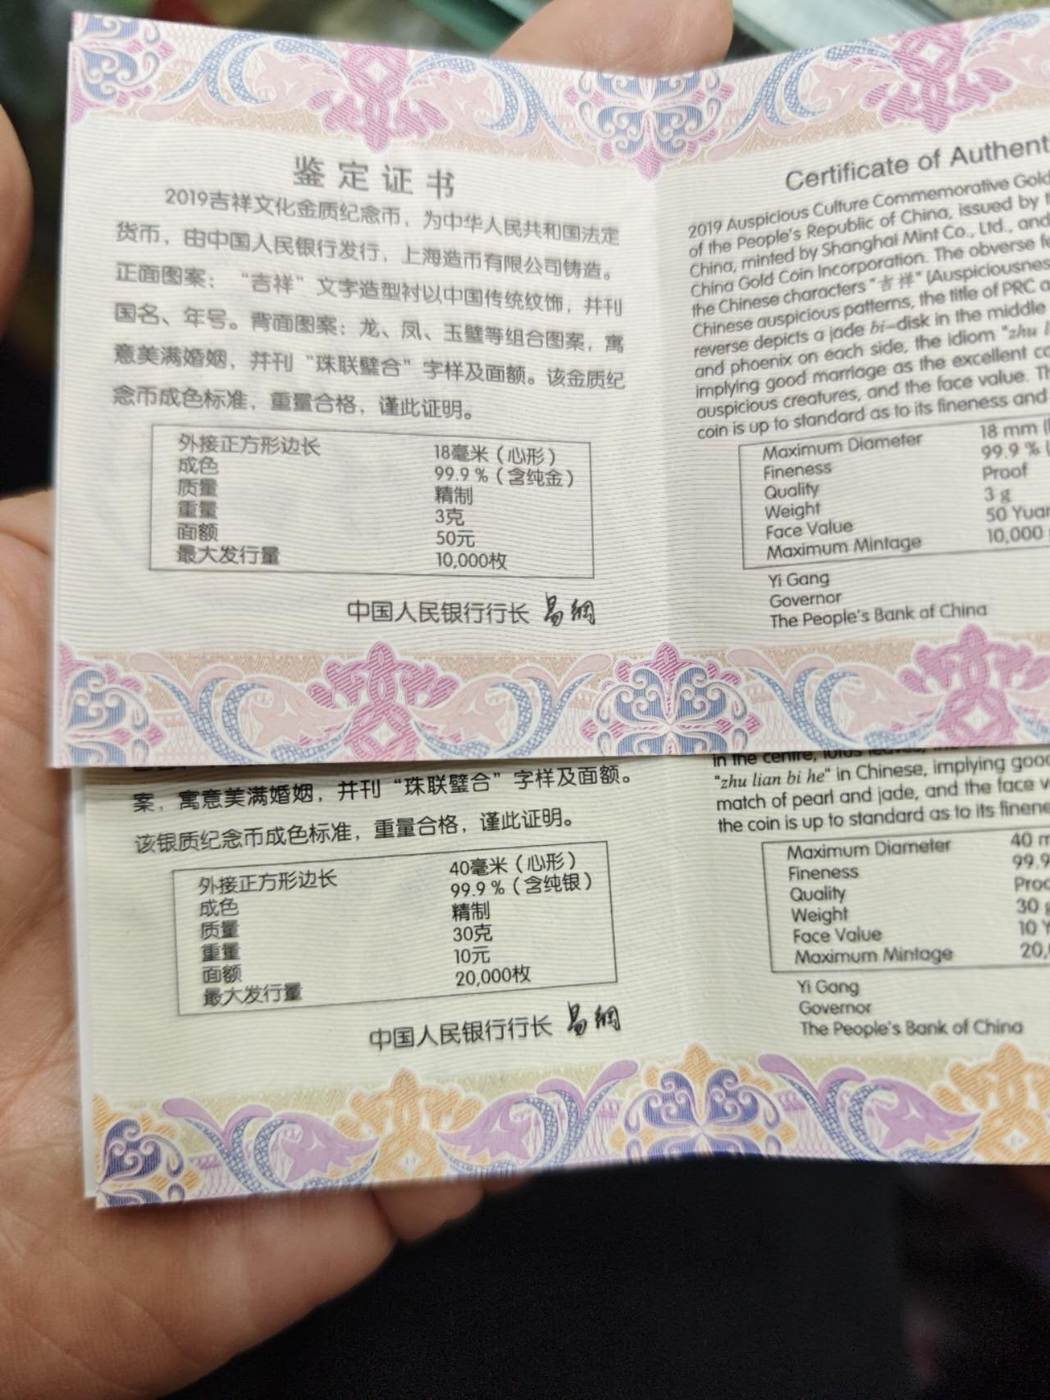 鉴定证书
2019吉祥文化金质纪念币，为中华人民共和国法定
货币，由中国人民银行发行，上海造币有限公司铸造。
正面图案：“吉祥”文字造型衬以中国传统纹饰，并刊
国名、年号。背面图案：龙、凤、玉璧等组合图案，寓
意美满婚姻，并刊“珠联璧合”字样及面额。该金质纪
念币成色标准，重量合格，谨此证明。
外接正方形边长 18毫米（心形）
成色 99.9％（含纯金）
质量 精制
重量 3克
面额 50元
最大发行量 10,000枚
中国人民银行行长 易纲
Certificate of Authent
2019 Auspicious Culture Commemorative Gold
of the People's Republic of China, issued by
China, minted by Shanghai Mint Co., Ltd., and
China Gold Coin Incorporation. The obverse
the Chinese characters "吉祥" (Auspiciousnes
Chinese auspicious patterns, the title of PRC
reverse depicts a jade bi-disk in the middle
and phoenix on each side, the idiom "zhu
implying good marriage as the excellent
auspicious creatures, and the face value.
coin is up to standard as to its fineness and
Maximum Diameter 18 mm
Fineness 99.9 %
Quality Proof
Weight 3 g
Face Value 50 Yuan
Maximum Mintage 10,000
Yi Gang
Governor
The People's Bank of China
案，寓意美满婚姻，并刊“珠联璧合”字样及面额。
该银质纪念币成色标准，重量合格，谨此证明。
外接正方形边长 40毫米（心形）
成色 99.9％（含纯银）
质量 精制
重量 30克
面额 10元
最大发行量 20,000枚
中国人民银行行长 易纲
in the centre, lotus leaves,
"zhu lian bi he" in Chinese, implying good
match of pearl and jade, and the face
the coin is up to standard as to its finene
Maximum Diameter 40 m
Fineness 99.9
Quality Proo
Weight 30 g
Face Value 10 Y
Maximum Mintage 20,
Yi Gang
Governor
The People's Bank of China